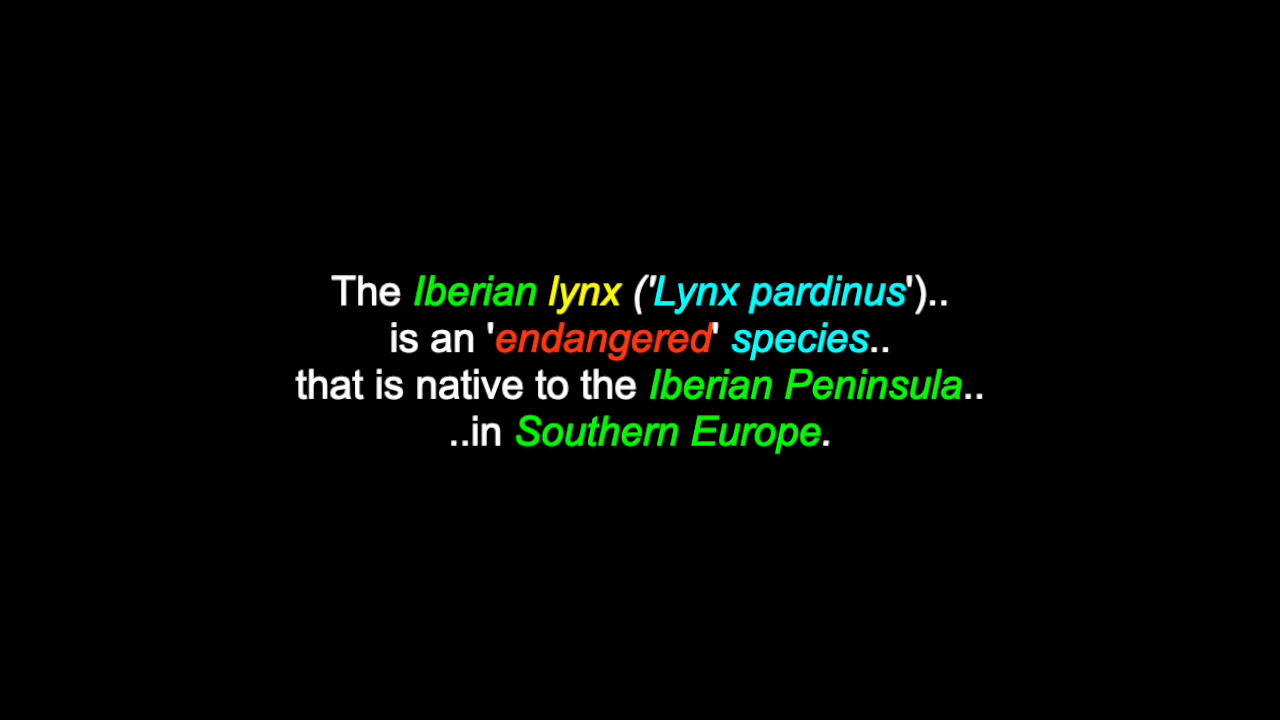 The Iberian lynx ('Lynx pardinus')..
is an 'endangered' species..
that is native to the Iberian Peninsula..
..in Southern Europe.